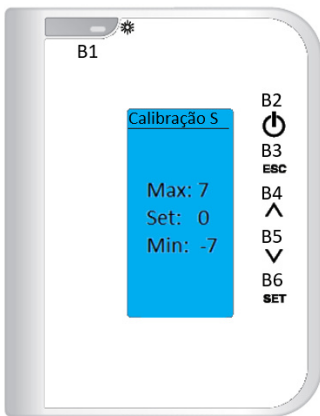 B1
B2
Calibração S
B3
ESC
Max: 7
B4
Set: 0
B5
Min: -7
B6
SET